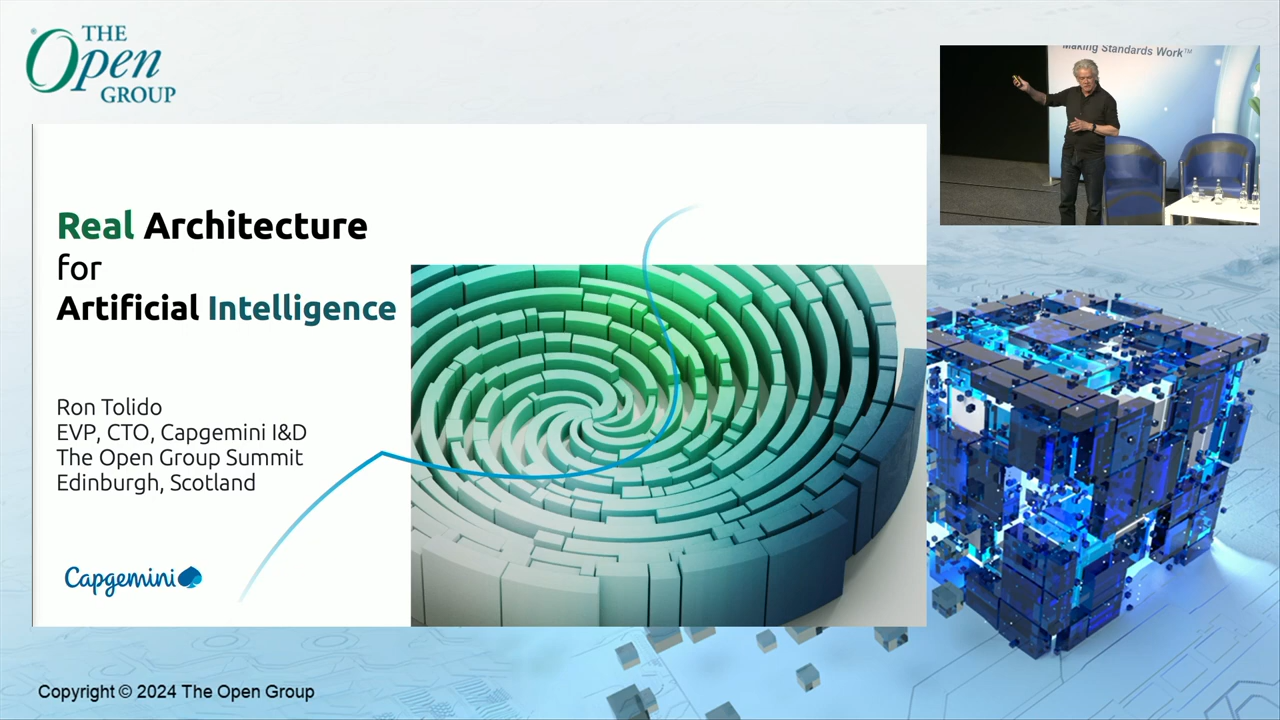 THE
Open
GROUP
Making Standards Work™
Real Architecture
for
Artificial Intelligence
Ron Tolido
EVP, CTO, Capgemini I&D
The Open Group Summit
Edinburgh, Scotland
Capgemini
Copyright © 2024 The Open Group